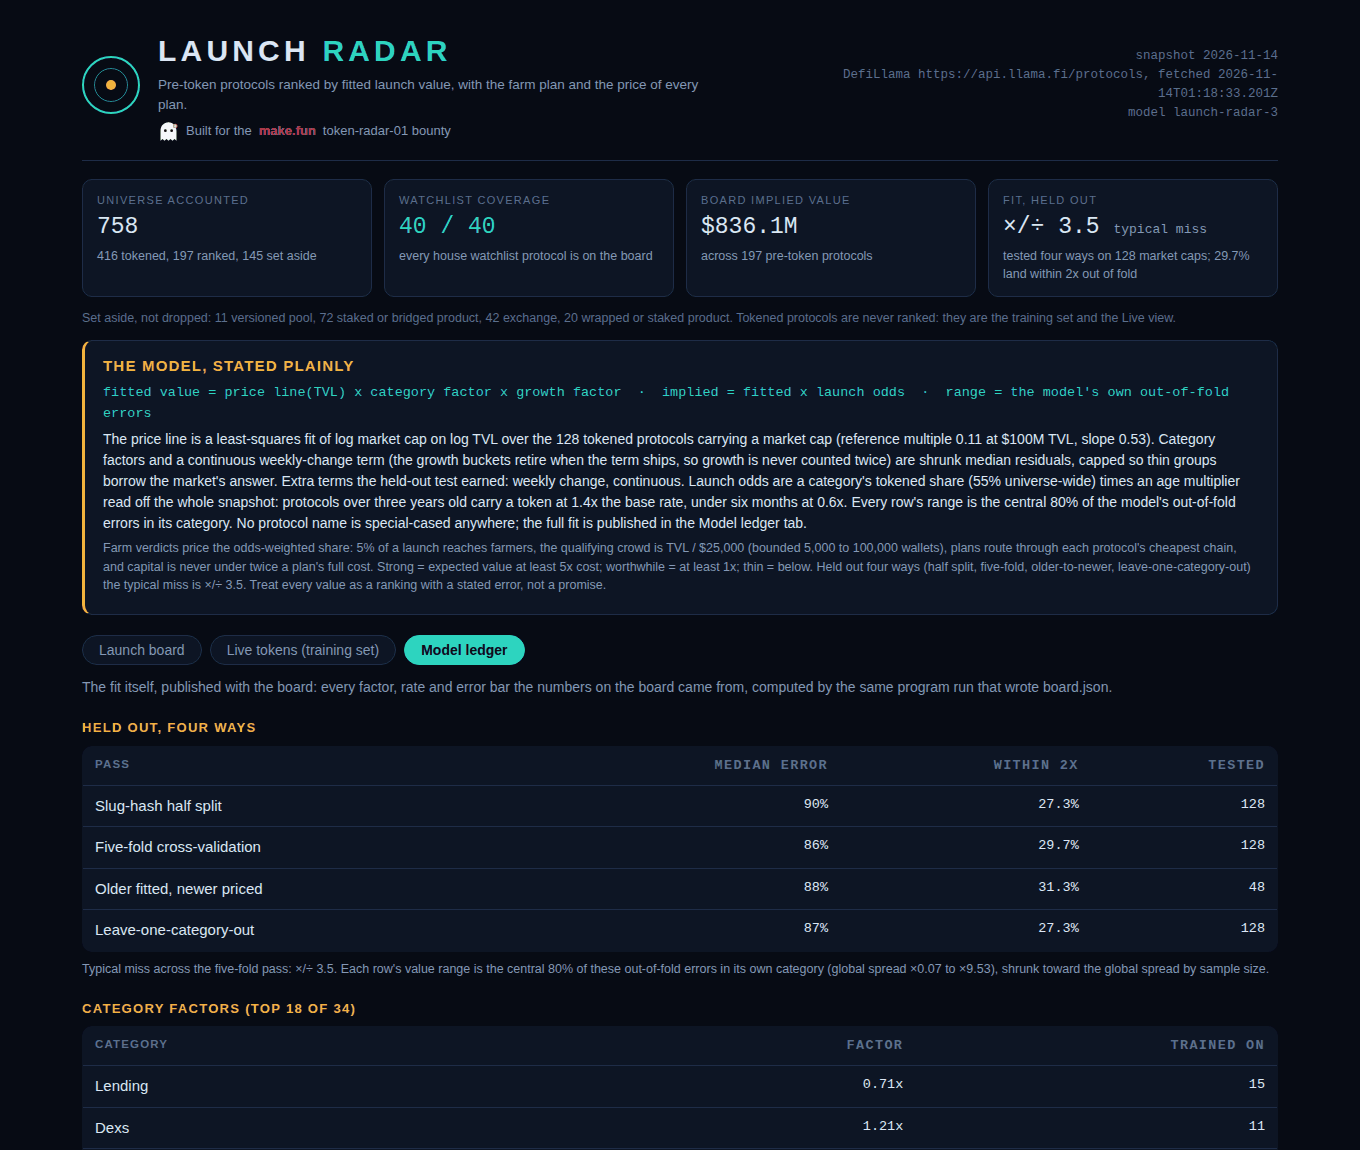 LAUNCH RADAR
Pre-token protocols ranked by fitted launch value, with the farm plan and the price of every
plan.
Built for the make.fun token-radar-01 bounty
snapshot 2026-11-14
DefiLlama https://api.llama.fi/protocols, fetched 2026-11-
14T01:18:33.201Z
model launch-radar-3
UNIVERSE ACCOUNTED
758
416 tokened, 197 ranked, 145 set aside
WATCHLIST COVERAGE
40 / 40
every house watchlist protocol is on the board
BOARD IMPLIED VALUE
$836.1M
across 197 pre-token protocols
FIT, HELD OUT
×/÷ 3.5 typical miss
tested four ways on 128 market caps; 29.7%
land within 2x out of fold
Set aside, not dropped: 11 versioned pool, 72 staked or bridged product, 42 exchange, 20 wrapped or staked product. Tokened protocols are never ranked: they are the training set and the Live view.
THE MODEL, STATED PLAINLY
fitted value = price line(TVL) x category factor x growth factor · implied = fitted x launch odds · range = the model's own out-of-fold
errors
The price line is a least-squares fit of log market cap on log TVL over the 128 tokened protocols carrying a market cap (reference multiple 0.11 at $100M TVL, slope 0.53). Category
factors and a continuous weekly-change term (the growth buckets retire when the term ships, so growth is never counted twice) are shrunk median residuals, capped so thin groups
borrow the market's answer. Extra terms the held-out test earned: weekly change, continuous. Launch odds are a category's tokened share (55% universe-wide) times an age multiplier
read off the whole snapshot: protocols over three years old carry a token at 1.4x the base rate, under six months at 0.6x. Every row's range is the central 80% of the model's out-of-fold
errors in its category. No protocol name is special-cased anywhere; the full fit is published in the Model ledger tab.
Farm verdicts price the odds-weighted share: 5% of a launch reaches farmers, the qualifying crowd is TVL / $25,000 (bounded 5,000 to 100,000 wallets), plans route through each protocol's cheapest chain,
and capital is never under twice a plan's full cost. Strong = expected value at least 5x cost; worthwhile = at least 1x; thin = below. Held out four ways (half split, five-fold, older-to-newer, leave-one-category-out)
the typical miss is ×/÷ 3.5. Treat every value as a ranking with a stated error, not a promise.
Launch board
Live tokens (training set)
Model ledger
The fit itself, published with the board: every factor, rate and error bar the numbers on the board came from, computed by the same program run that wrote board.json.
HELD OUT, FOUR WAYS
PASS MEDIAN ERROR WITHIN 2X TESTED
Slug-hash half split 90% 27.3% 128
Five-fold cross-validation 86% 29.7% 128
Older fitted, newer priced 88% 31.3% 48
Leave-one-category-out 87% 27.3% 128
Typical miss across the five-fold pass: ×/÷ 3.5. Each row's value range is the central 80% of these out-of-fold errors in its own category (global spread ×0.07 to ×9.53), shrunk toward the global spread by sample size.
CATEGORY FACTORS (TOP 18 OF 34)
CATEGORY FACTOR TRAINED ON
Lending 0.71x 15
Dexs 1.21x 11